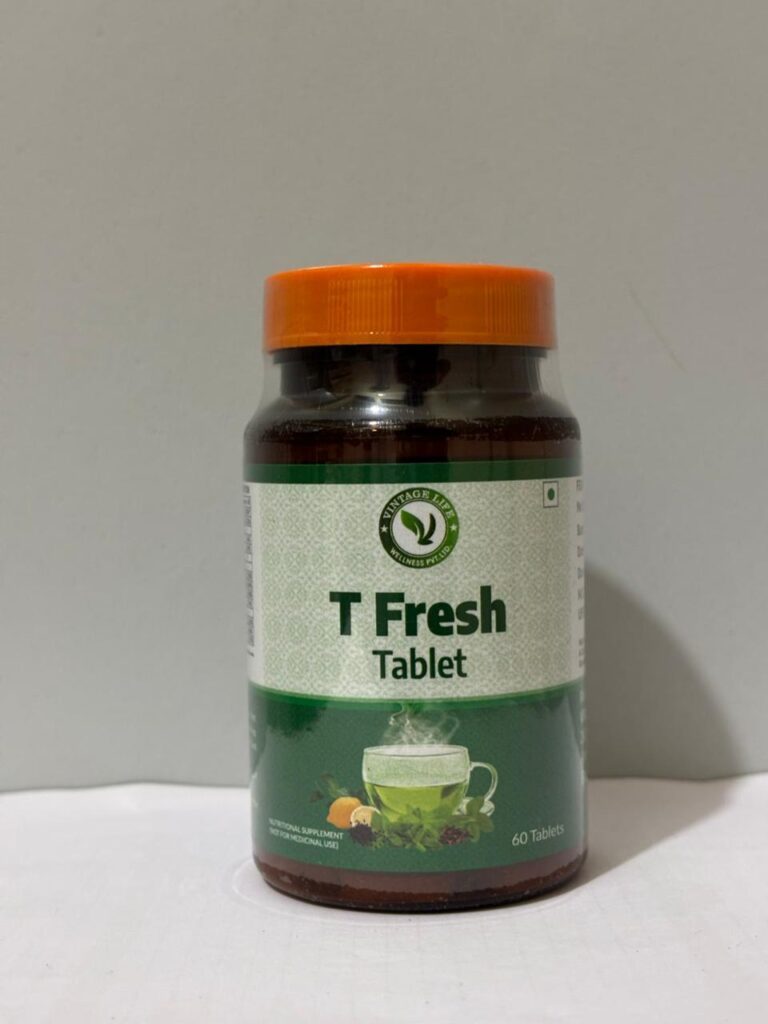 VINTAGE LIFE
WELLNESS PVT. LTD.
T Fresh
Tablet
NUTRITIONAL SUPPLEMENT
(NOT FOR MEDICINAL USE)
60 Tablets